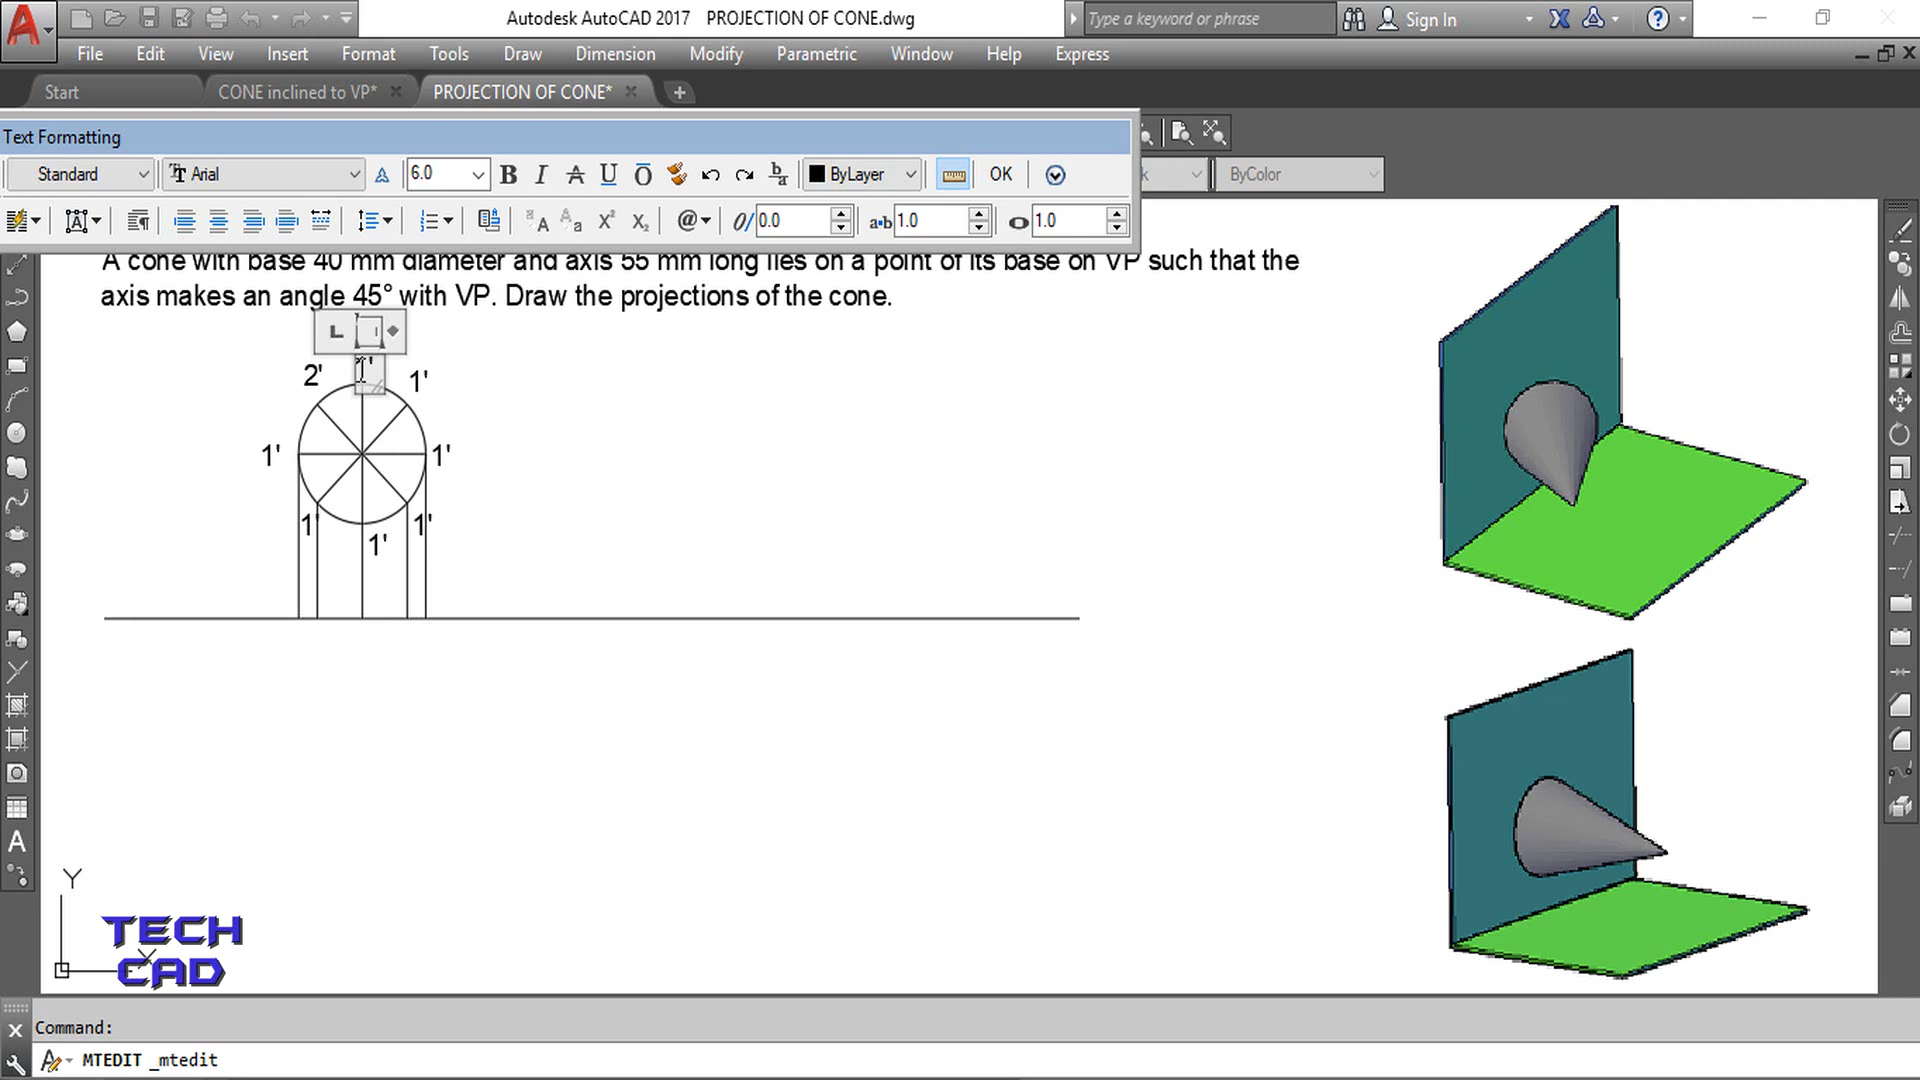 Autodesk AutoCAD 2017 PROJECTION OF CONE.dwg
Type a keyword or phrase
Sign In
File Edit View Insert Format Tools Draw Dimension Modify Parametric Window Help Express
Start
CONE inclined to VP*
PROJECTION OF CONE*
Text Formatting
Standard
Arial
6.0
B I A U O
b/a
ByLayer
OK
ByColor
@
0/ 0.0
a•b 1.0
1.0
A cone with base 40 mm diameter and axis 55 mm long lies on a point of its base on VP such that the
axis makes an angle 45° with VP. Draw the projections of the cone.
2' 1' 1'
1' 1'
1' 1'
1'
A
Y
X
TECH
CAD
Command:
MTEDIT _mtedit